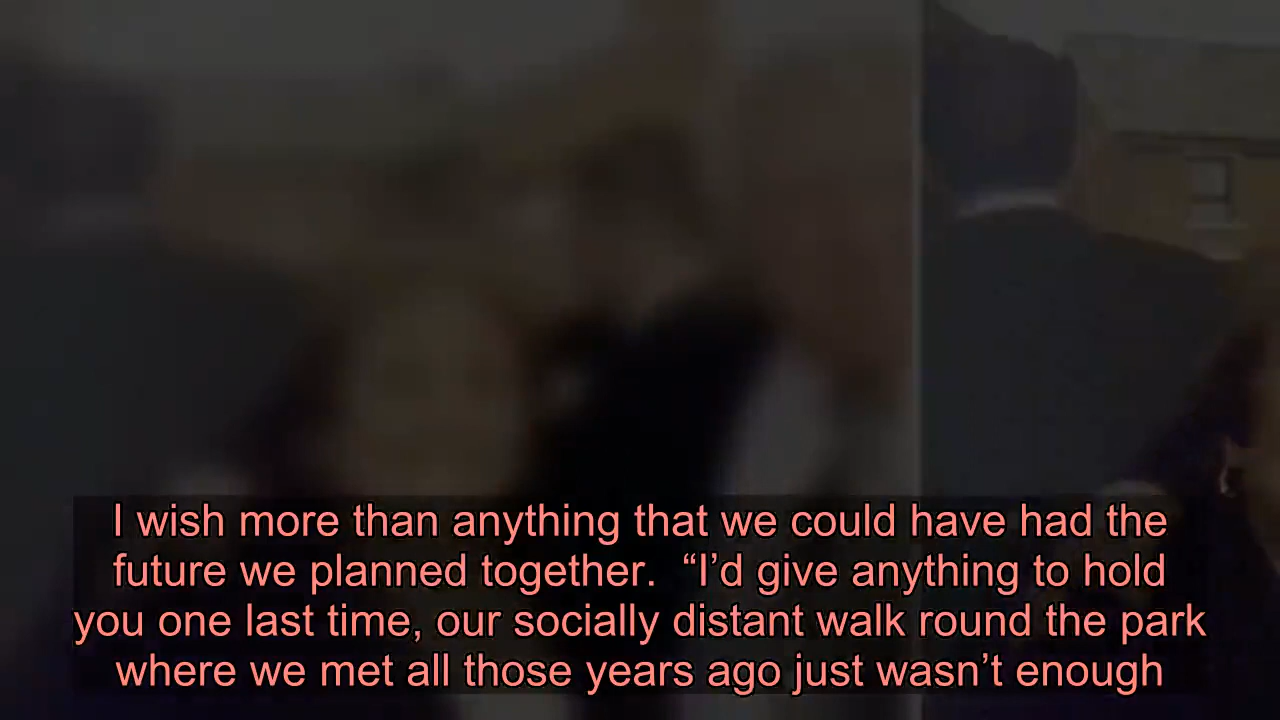 I wish more than anything that we could have had the
future we planned together.  “I’d give anything to hold
you one last time, our socially distant walk round the park
where we met all those years ago just wasn’t enough